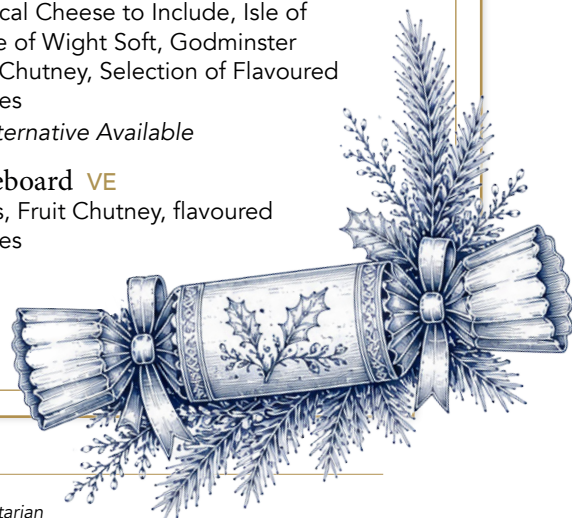 cal Cheese to Include, Isle of
e of Wight Soft, Godminster
Chutney, Selection of Flavoured
es
ternative Available
eboard VE
s, Fruit Chutney, flavoured
es
tarian